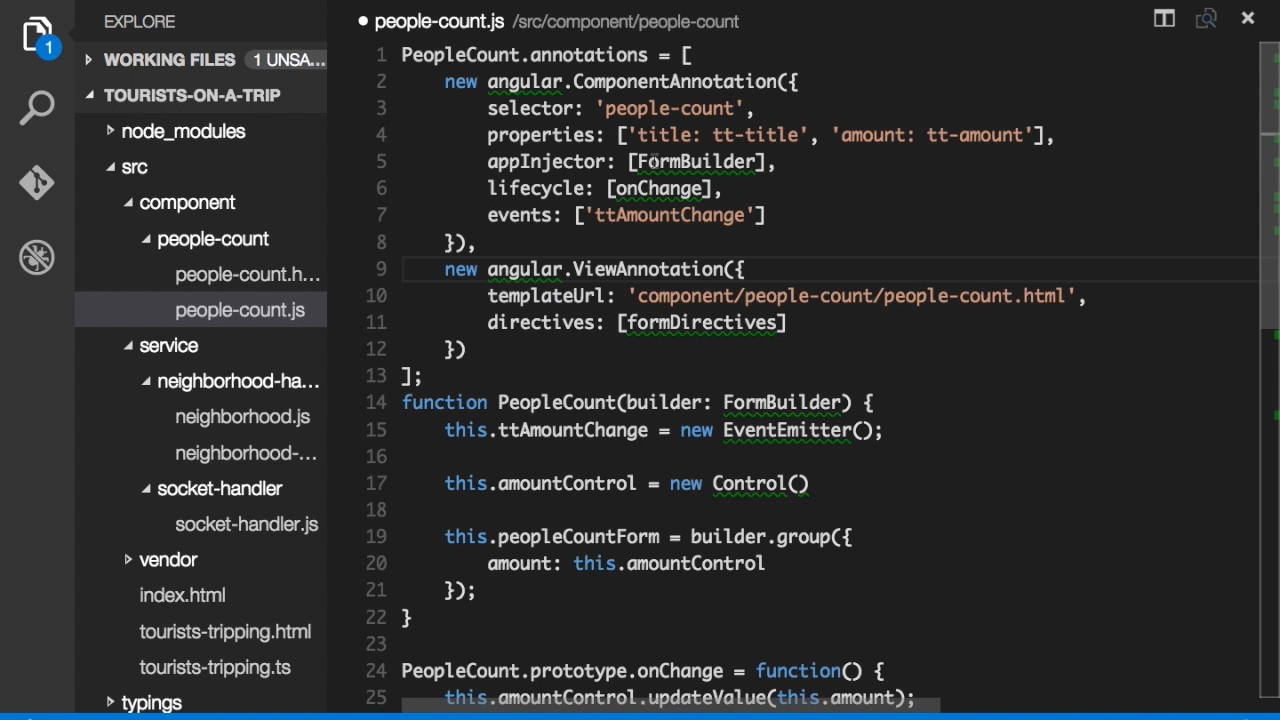 EXPLORE
1
WORKING FILES 1 UNSA...
TOURISTS-ON-A-TRIP
node_modules
src
component
people-count
people-count.h...
people-count.js
service
neighborhood-ha...
neighborhood.js
neighborhood-...
socket-handler
socket-handler.js
vendor
index.html
tourists-tripping.html
tourists-tripping.ts
typings
people-count.js /src/component/people-count
1 PeopleCount.annotations = [
2 new angular.ComponentAnnotation({
3 selector: 'people-count',
4 properties: ['title: tt-title', 'amount: tt-amount'],
5 appInjector: [FormBuilder],
6 lifecycle: [onChange],
7 events: ['ttAmountChange']
8 }),
9 new angular.ViewAnnotation({
10 templateUrl: 'component/people-count/people-count.html',
11 directives: [formDirectives]
12 })
13 ];
14 function PeopleCount(builder: FormBuilder) {
15 this.ttAmountChange = new EventEmitter();
16
17 this.amountControl = new Control()
18
19 this.peopleCountForm = builder.group({
20 amount: this.amountControl
21 });
22 }
23
24 PeopleCount.prototype.onChange = function() {
25 this.amountControl.updateValue(this.amount);